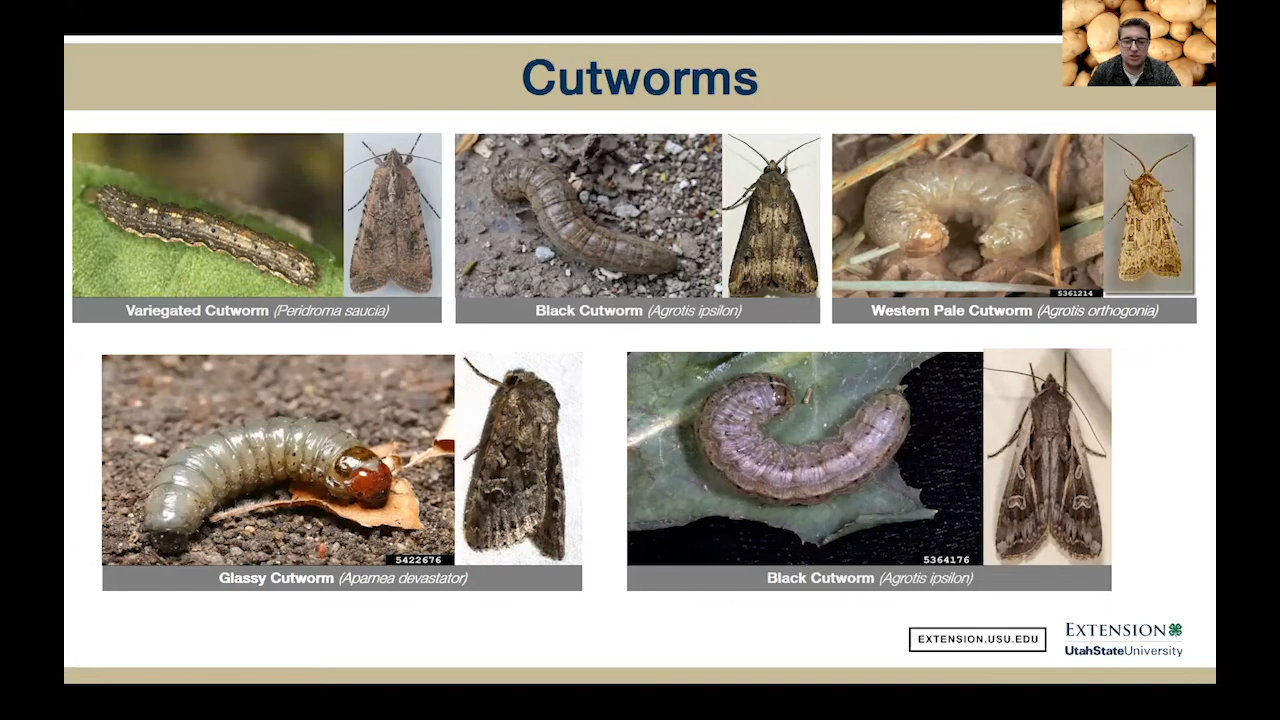 Cutworms
5361214
Variegated Cutworm (Peridroma saucia)
Black Cutworm (Agrotis ipsilon)
Western Pale Cutworm (Agrotis orthogonia)
5422676
5364176
Glassy Cutworm (Apamea devastator)
Black Cutworm (Agrotis ipsilon)
EXTENSION.USU.EDU
EXTENSION
UtahStateUniversity